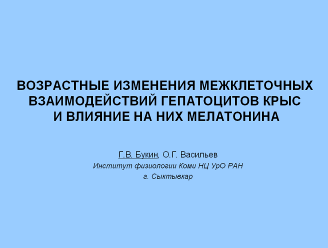 ВОЗРАСТНЫЕ ИЗМЕНЕНИЯ МЕЖКЛЕТОЧНЫХ
ВЗАИМОДЕЙСТВИЙ ГЕПАТОЦИТОВ КРЫС
И ВЛИЯНИЕ НА НИХ МЕЛАТОНИНА
Г.В. Букин, О.Г. Васильев
Институт физиологии Коми НЦ УрО РАН
г. Сыктывкар